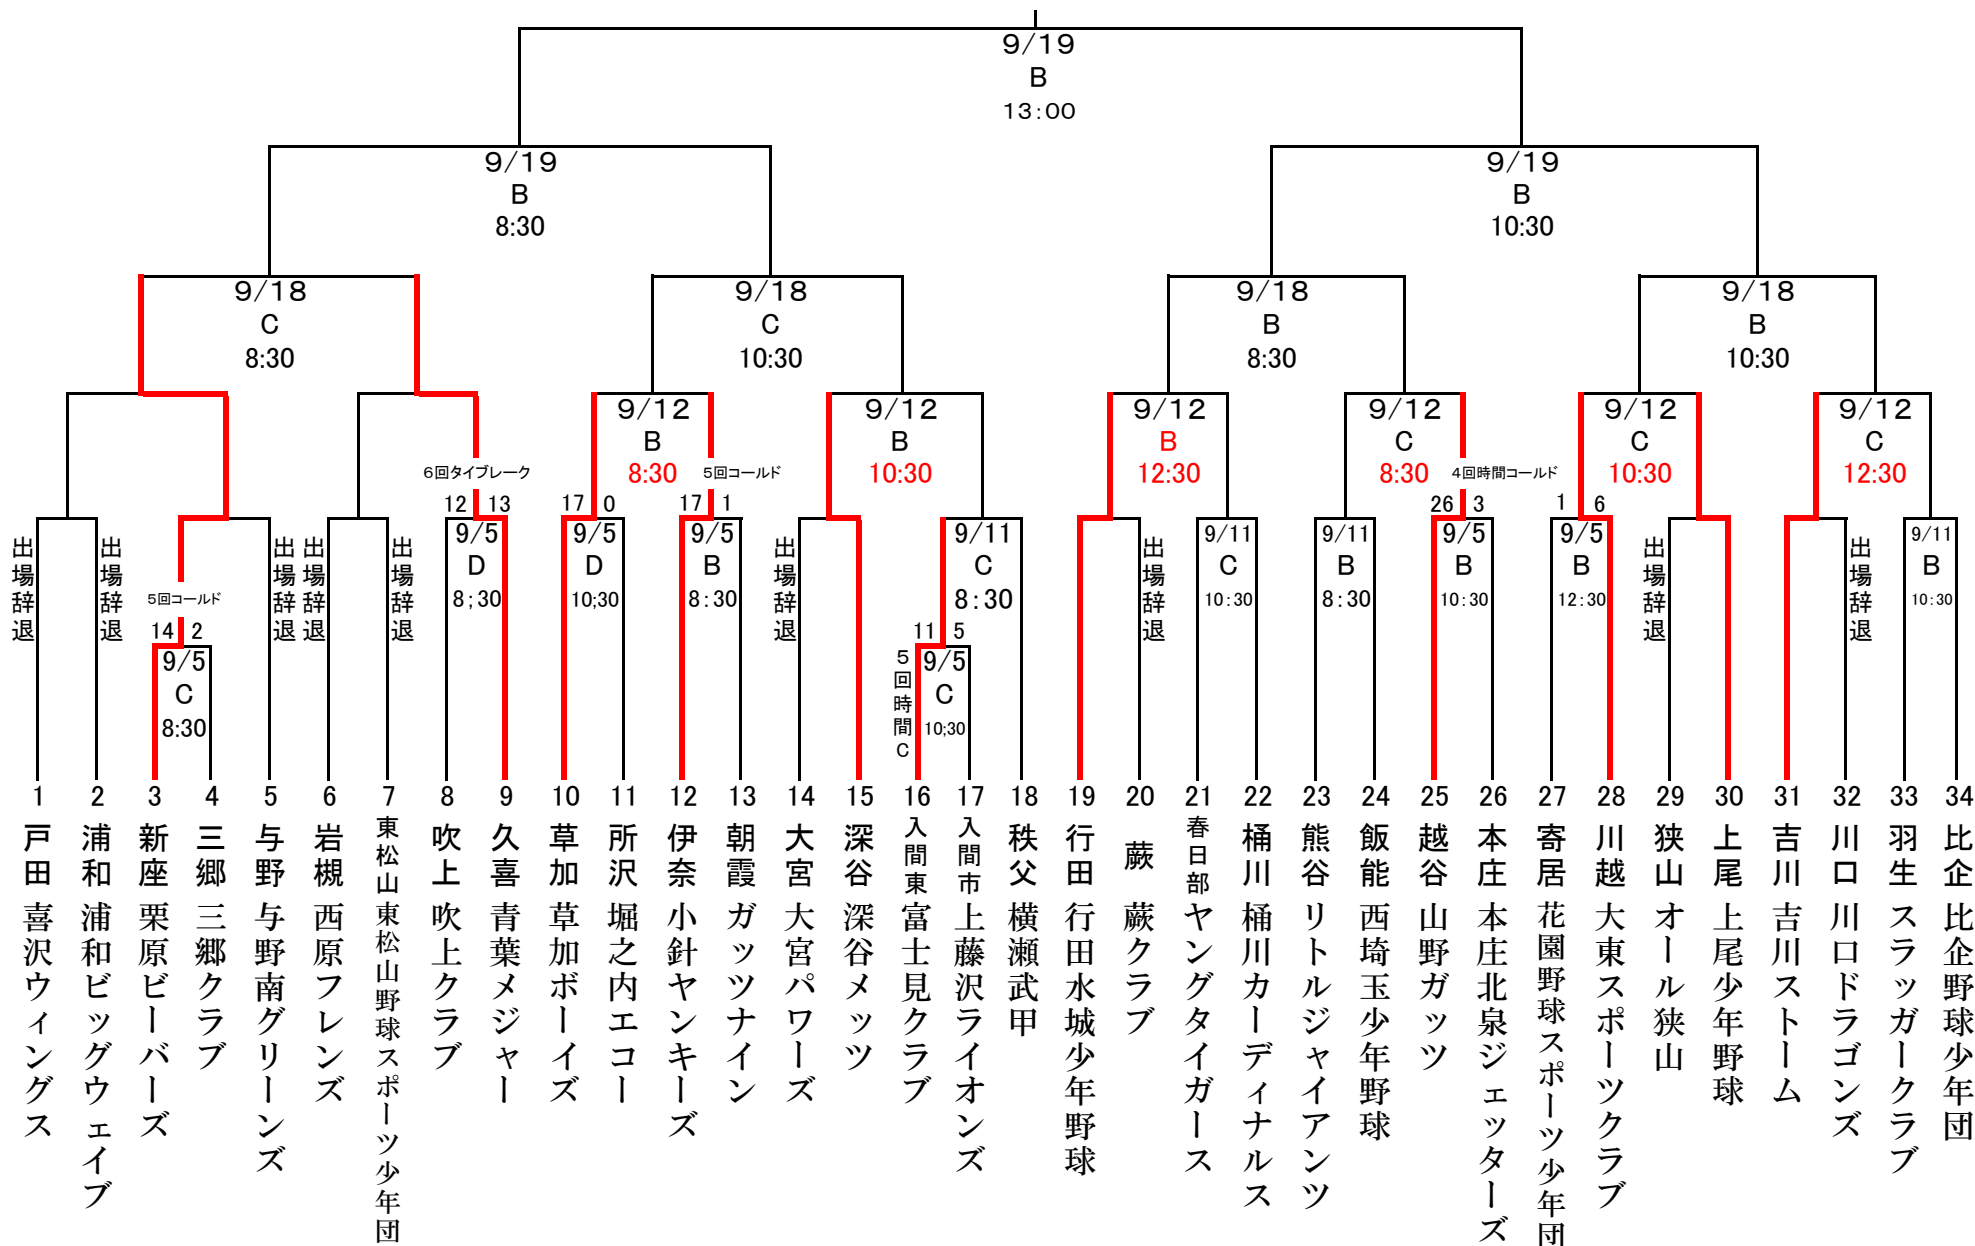 9/19
B
13:00
9/19
B
8:30
9/19
B
10:30
9/18
C
8:30
9/18
C
10:30
9/18
B
8:30
9/18
B
10:30
9/12
B
8:30
9/12
B
10:30
9/12
B
12:30
9/12
C
8:30
9/12
C
10:30
9/12
C
12:30
6回タイブレーク
5回コールド
4回時間コールド
12 13
17 0
17 1
26 3
1 6
9/5
D
8;30
9/5
D
10;30
9/5
B
8:30
9/11
C
8:30
9/11
C
10:30
9/11
B
8:30
9/5
B
10:30
9/5
B
12:30
9/11
B
10:30
出場辞退
出場辞退
出場辞退
出場辞退
出場辞退
出場辞退
出場辞退
出場辞退
出場辞退
5回コールド
14 2
9/5
C
8:30
11 5
5回時間C
9/5
C
10;30
1 戸田 喜沢ウィングス
2 浦和 浦和ビッグウェイブ
3 新座 栗原ビーバーズ
4 三郷 三郷クラブ
5 与野 与野南グリーンズ
6 岩槻 西原フレンズ
7 東松山 東松山野球スポーツ少年団
8 吹上 吹上クラブ
9 久喜 青葉メジャー
10 草加 草加ボーイズ
11 所沢 堀之内エコー
12 伊奈 小針ヤンキーズ
13 朝霞 ガッツナイン
14 大宮 大宮パワーズ
15 深谷 深谷メッツ
16 入間東 富士見クラブ
17 入間市 上藤沢ライオンズ
18 秩父 横瀬武甲
19 行田 行田水城少年野球
20 蕨 蕨クラブ
21 春日部 ヤングタイガース
22 桶川 桶川カーディナルス
23 熊谷 リトルジャイアンツ
24 飯能 西埼玉少年野球
25 越谷 山野ガッツ
26 本庄 本庄北泉ジェッターズ
27 寄居 花園野球スポーツ少年団
28 川越 大東スポーツクラブ
29 狭山 オール狭山
30 上尾 上尾少年野球
31 吉川 吉川ストーム
32 川口 川口ドラゴンズ
33 羽生 スラッガークラブ
34 比企 比企野球少年団